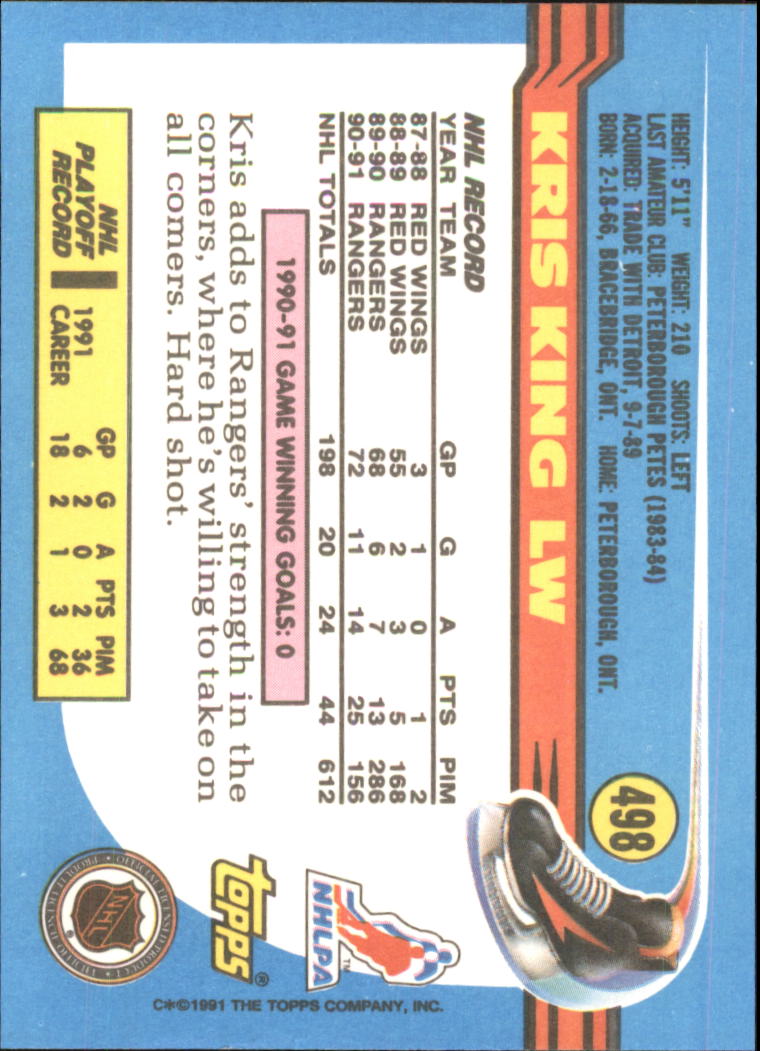 498
HEIGHT: 5'11" WEIGHT: 210 SHOOTS: LEFT
LAST AMATEUR CLUB: PETERBOROUGH PETES (1983-84)
ACQUIRED: TRADE WITH DETROIT, 9-7-89
BORN: 2-18-66, BRACEBRIDGE, ONT. HOME: PETERBOROUGH, ONT.
KRIS KING LW
NHL RECORD
YEAR TEAM GP G A PTS PIM
87-88 RED WINGS 3 1 0 1 2
88-89 RED WINGS 55 2 3 5 168
89-90 RANGERS 68 6 7 13 286
90-91 RANGERS 72 11 14 25 156
NHL TOTALS 198 20 24 44 612
1990-91 GAME WINNING GOALS: 0
Kris adds to Rangers' strength in the
corners, where he's willing to take on
all comers. Hard shot.
NHL PLAYOFF RECORD
GP G A PTS PIM
1991 6 2 0 2 36
CAREER 18 2 1 3 68
NHLPA TM
topps ®
OFFICIAL LICENSED PRODUCT
NHL ®
C*©1991 THE TOPPS COMPANY, INC.